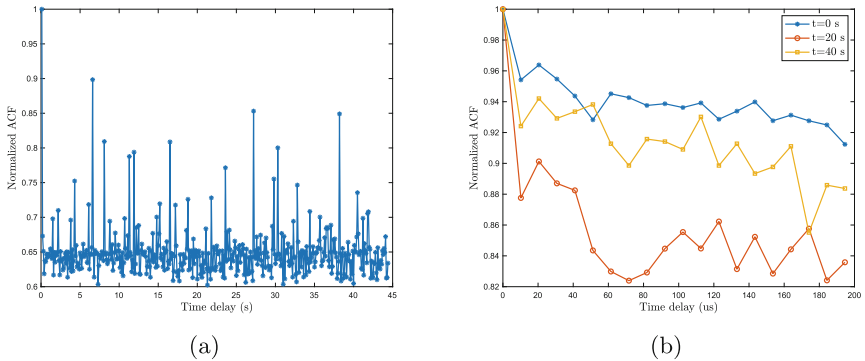 1
0.95
0.9
0.85
0.8
0.75
0.7
0.65
0.6
Normalized ACF
0 5 10 15 20 25 30 35 40 45
Time delay (s)
(a)
1
0.98
0.96
0.94
0.92
0.9
0.88
0.86
0.84
0.82
Normalized ACF
t=0 s
t=20 s
t=40 s
0 20 40 60 80 100 120 140 160 180 200
Time delay (us)
(b)